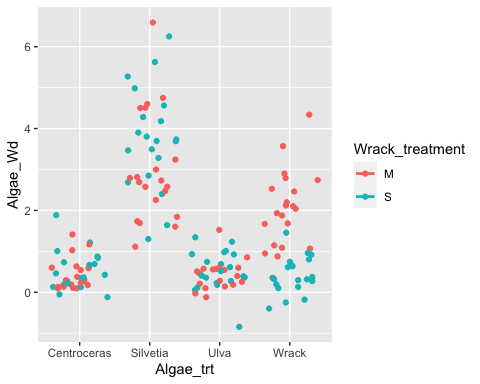 Algae_Wd
6
4
2
0
Centroceras Silvetia Ulva Wrack
Algae_trt
Wrack_treatment
M
S